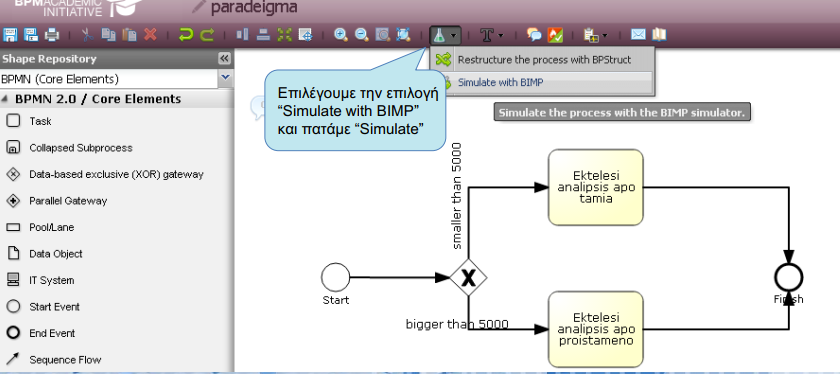 BPMACADEMIC
INITIATIVE
paradeigma
Shape Repository
BPMN (Core Elements)
BPMN 2.0 / Core Elements
Task
Collapsed Subprocess
Data-based exclusive (XOR) gateway
Parallel Gateway
Pool/Lane
Data Object
IT System
Start Event
End Event
Sequence Flow
Restructure the process with BPStruct
Simulate with BIMP
Simulate the process with the BIMP simulator.
Επιλέγουμε την επιλογή
“Simulate with BIMP”
και πατάμε “Simulate”
smaller than 5000
Ektelesi
analipsis apo
tamia
Start
X
Finish
bigger than 5000
Ektelesi
analipsis apo
proistameno